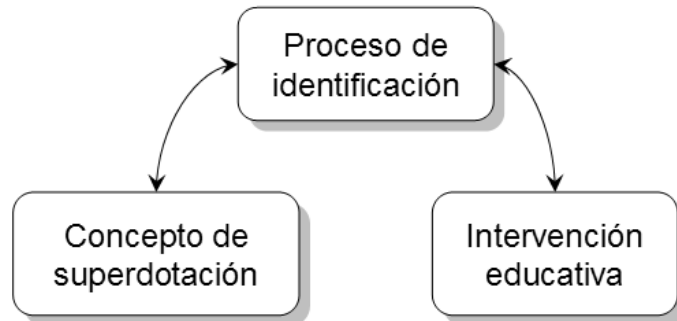 Proceso de
identificación
Concepto de
superdotación
Intervención
educativa